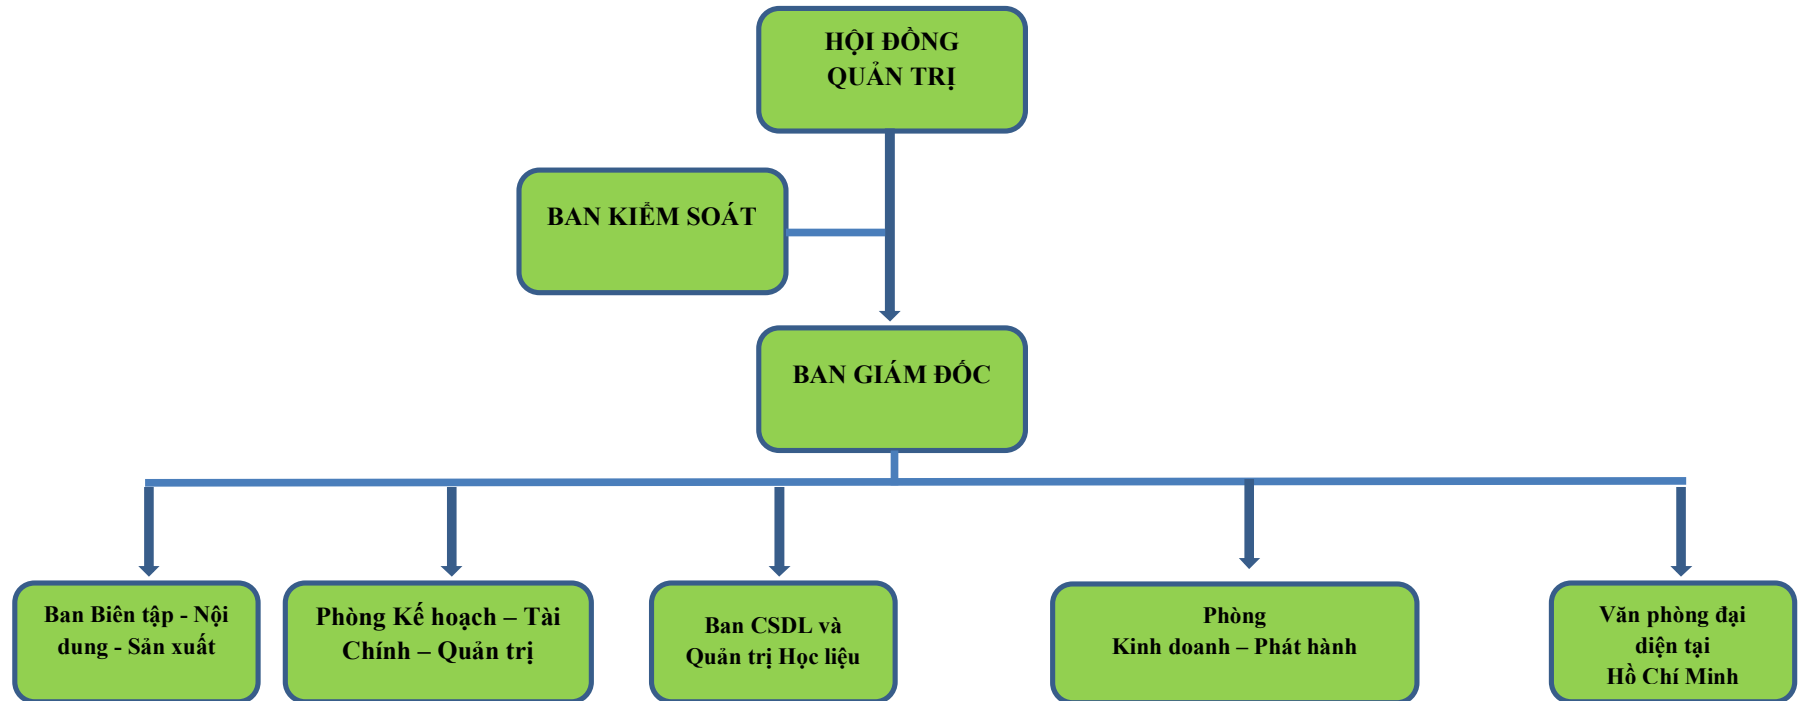 HỘI ĐỒNG
QUẢN TRỊ
BAN KIỂM SOÁT
BAN GIÁM ĐỐC
Ban Biên tập - Nội
dung - Sản xuất
Phòng Kế hoạch – Tài
Chính – Quản trị
Ban CSDL và
Quản trị Học liệu
Phòng
Kinh doanh – Phát hành
Văn phòng đại
diện tại
Hồ Chí Minh